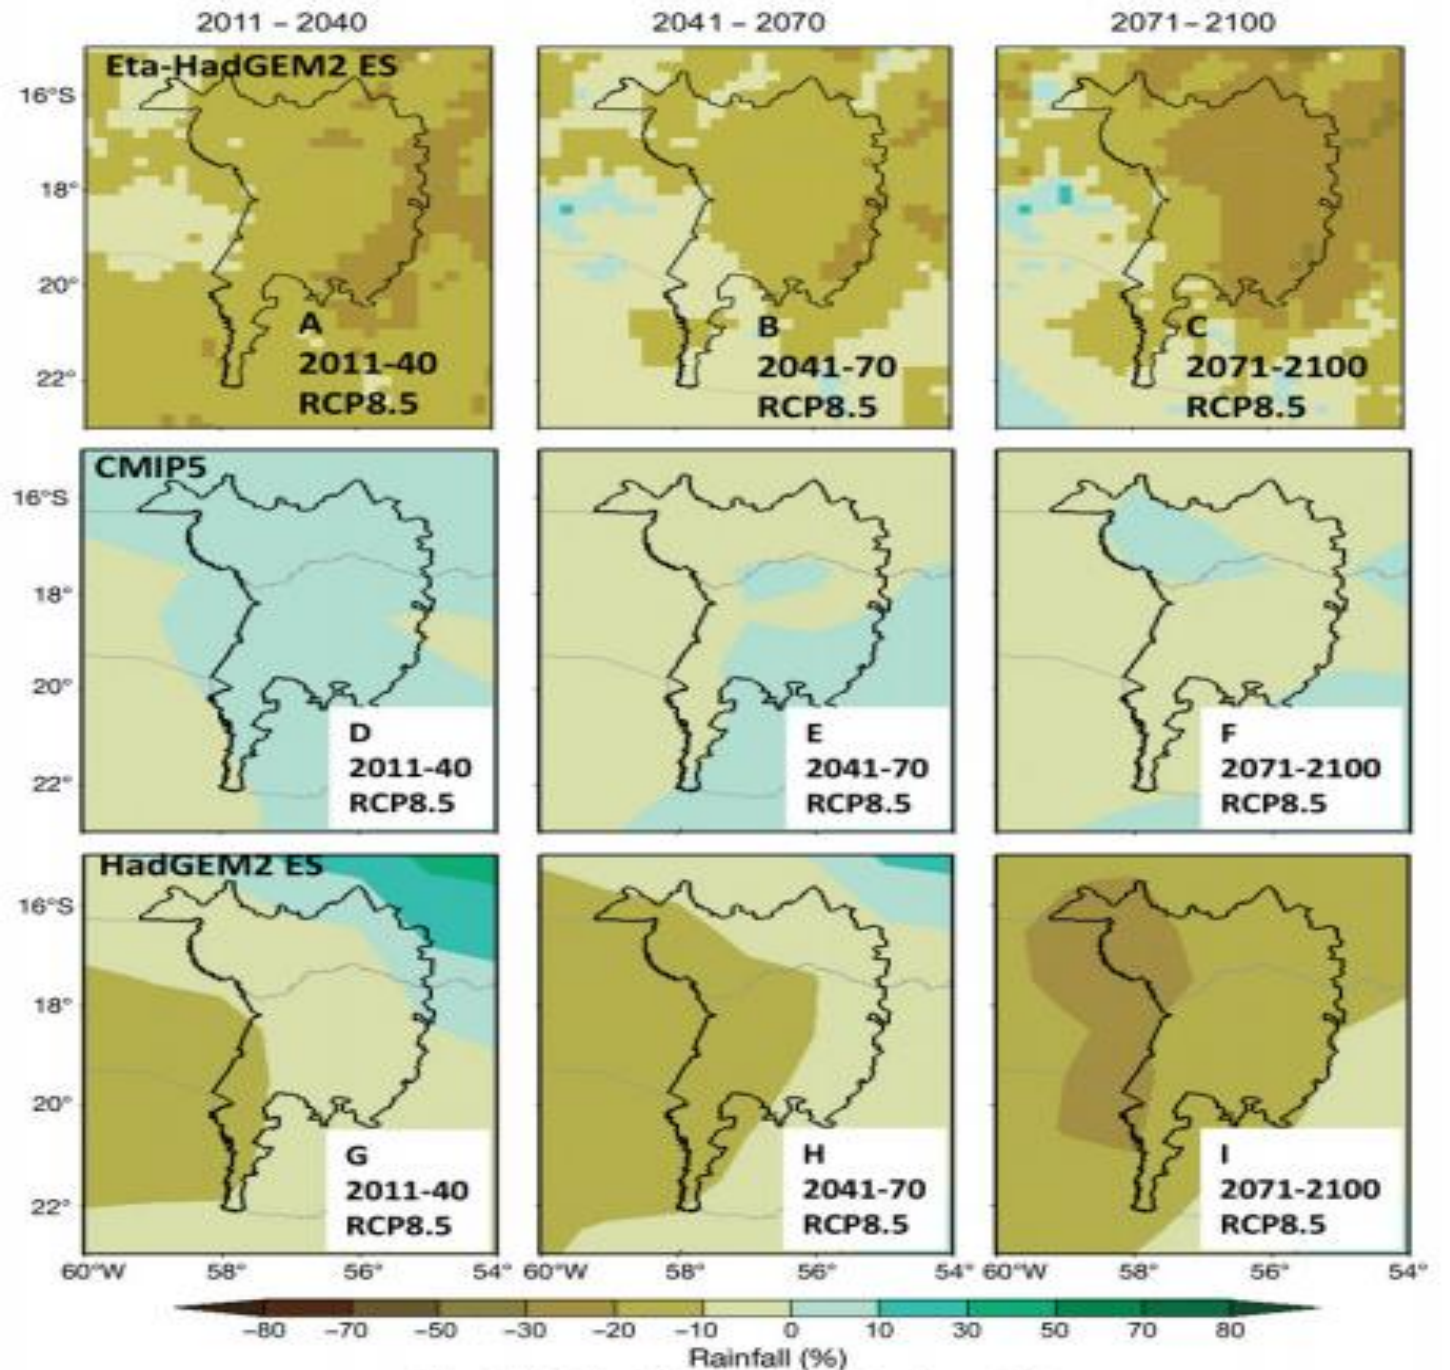 2011 – 2040 2041 – 2070 2071– 2100
Eta-HadGEM2 ES
16°S
18°
20°
22°
A
2011-40
RCP8.5
B
2041-70
RCP8.5
C
2071-2100
RCP8.5
CMIP5
16°S
18°
20°
22°
D
2011-40
RCP8.5
E
2041-70
RCP8.5
F
2071-2100
RCP8.5
HadGEM2 ES
16°S
18°
20°
22°
G
2011-40
RCP8.5
H
2041-70
RCP8.5
I
2071-2100
RCP8.5
60°W 58° 56° 54° 60°W 58° 56° 54° 60°W 58° 56° 54°
−80 −70 −50 −30 −20 −10 0 10 30 50 70 80
Rainfall (%)